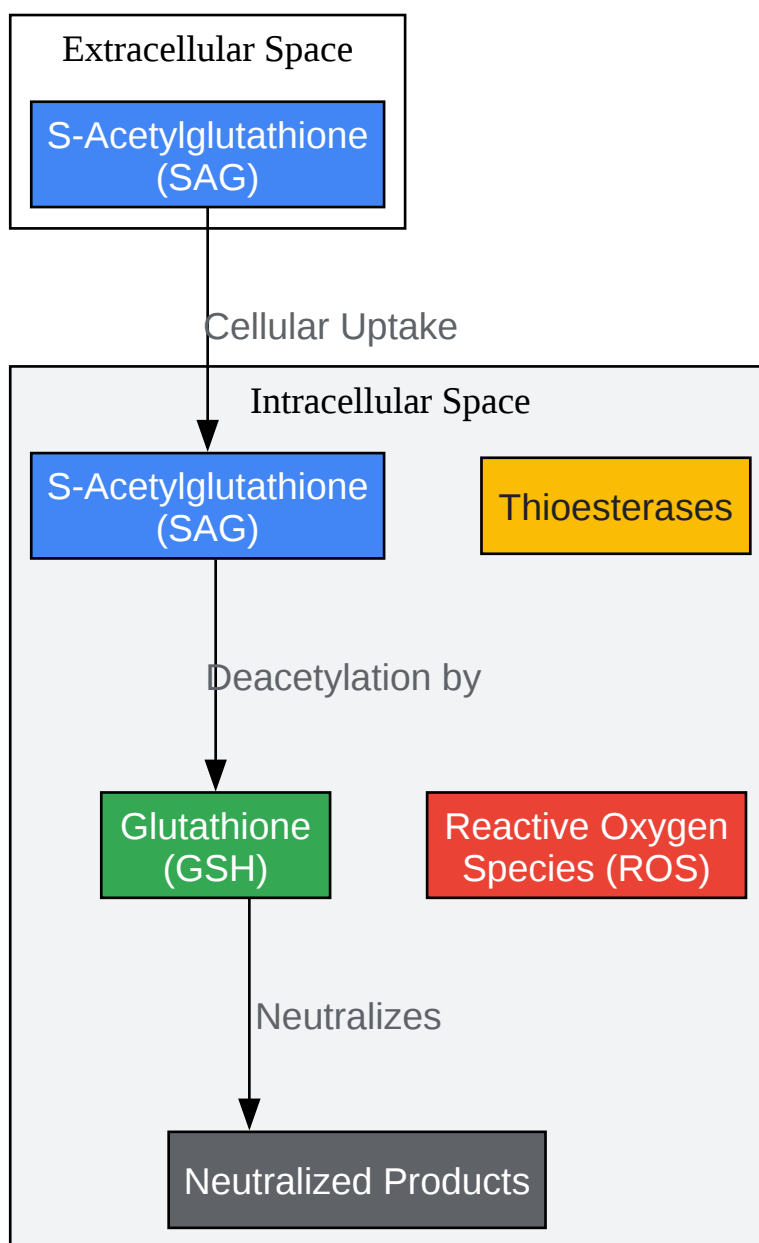 Extracellular Space
S-Acetylglutathione
(SAG)
Cellular Uptake
Intracellular Space
S-Acetylglutathione
(SAG)
Thioesterases
Deacetylation by
Glutathione
(GSH)
Reactive Oxygen
Species (ROS)
Neutralizes
Neutralized Products